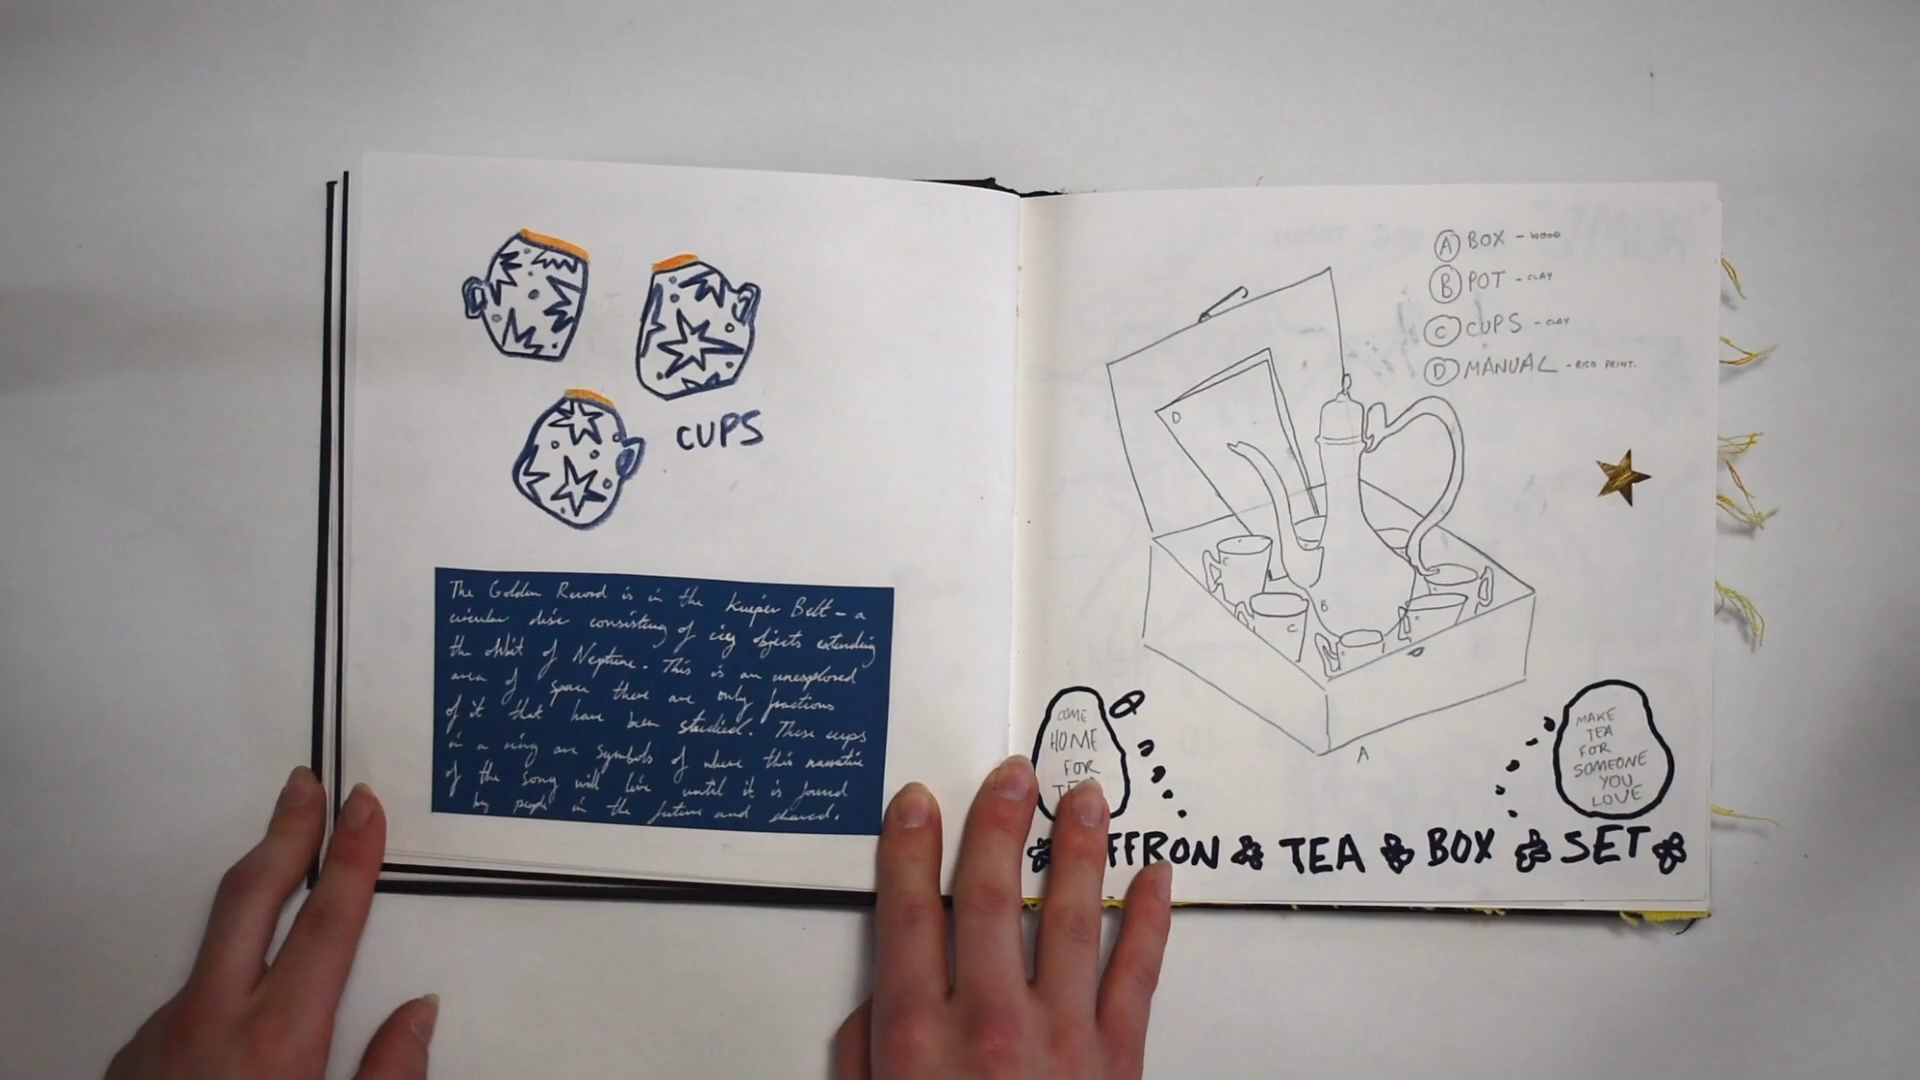 CUPS
The Golden Record is in the Kuiper Belt - a
circular disc consisting of icy objects extending
the orbit of Neptune. This is an unexplored
area of space there are only fractions
of it that have been studied. These cups
in a ring are symbols of where this narrative
of the song will live until it is found
by people in the future and shared.
A BOX - WOOD
B POT - CLAY
C CUPS - CLAY
D MANUAL - RISO PRINT.
D
C
C
B
C
A
COME
HOME
FOR
MAKE
TEA
FOR
SOMEONE
YOU
LOVE
FFRON TEA BOX SET